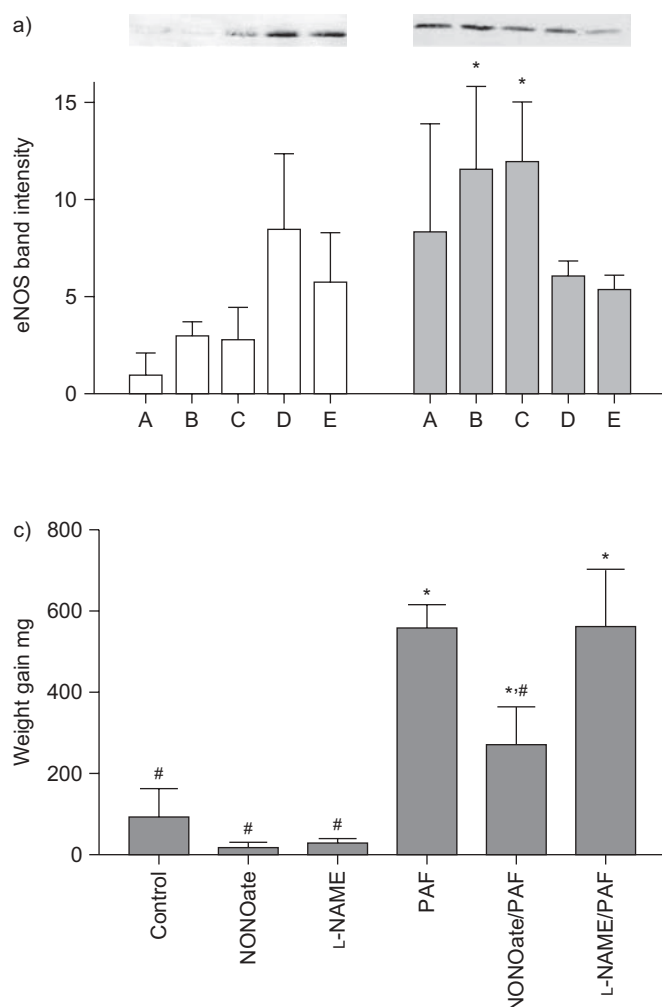 a)
* *
15
10
5
0
eNOS band intensity
A B C D E A B C D E
c)
800
600
400
200
0
Weight gain mg
# # # * *,# *
Control
NONOate
L-NAME
PAF
NONOate/PAF
L-NAME/PAF